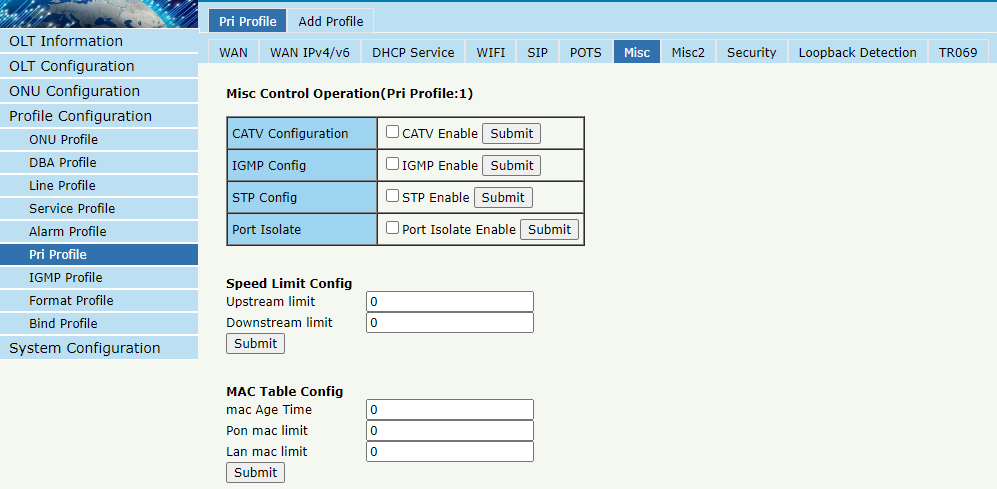 Pri Profile Add Profile
OLT Information
OLT Configuration
ONU Configuration
Profile Configuration
ONU Profile
DBA Profile
Line Profile
Service Profile
Alarm Profile
Pri Profile
IGMP Profile
Format Profile
Bind Profile
System Configuration
WAN WAN IPv4/v6 DHCP Service WIFI SIP POTS Misc Misc2 Security Loopback Detection TR069
Misc Control Operation(Pri Profile:1)
CATV Configuration CATV Enable Submit
IGMP Config IGMP Enable Submit
STP Config STP Enable Submit
Port Isolate Port Isolate Enable Submit
Speed Limit Config
Upstream limit 0
Downstream limit 0
Submit
MAC Table Config
mac Age Time 0
Pon mac limit 0
Lan mac limit 0
Submit